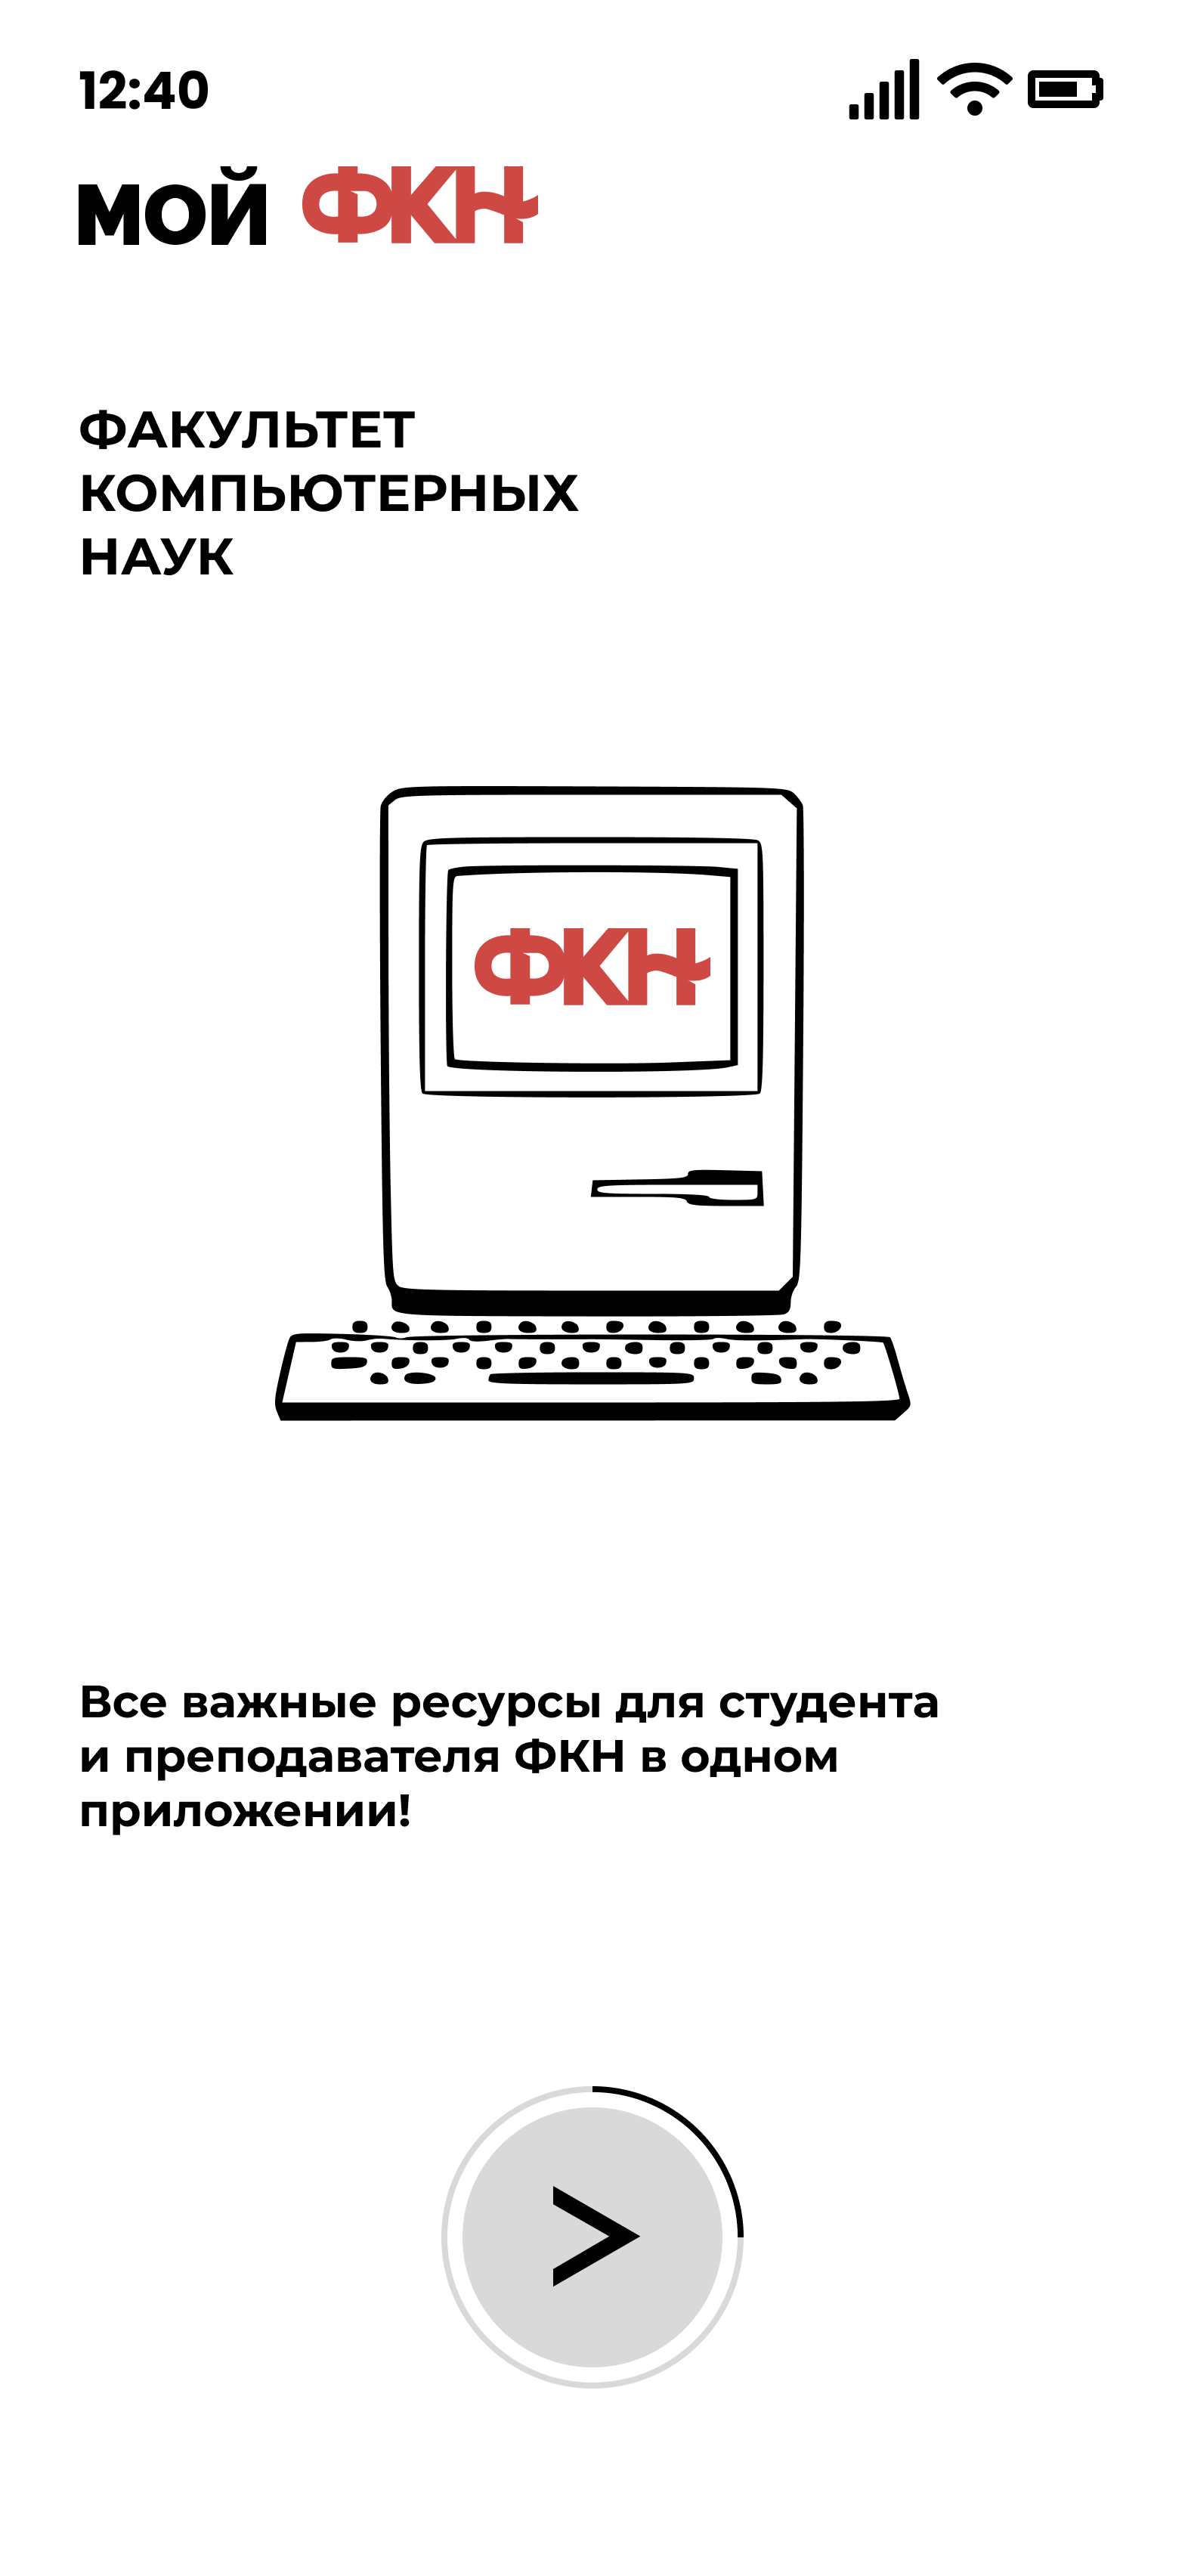 12:40
МОЙ ФКН
ФАКУЛЬТЕТ
КОМПЬЮТЕРНЫХ
НАУК
ФКН
Все важные ресурсы для студента
и преподавателя ФКН в одном
приложении!
>